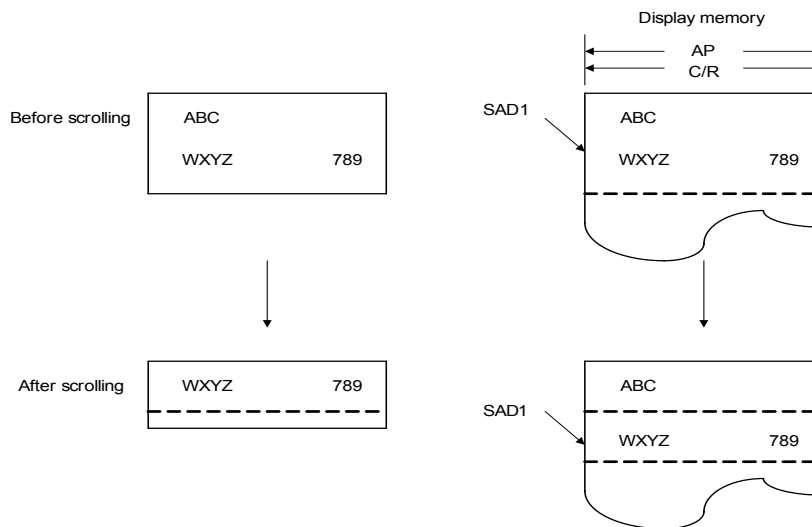 Display memory
AP
C/R
Before scrolling
ABC
WXYZ 789
SAD1
ABC
WXYZ 789
After scrolling
WXYZ 789
SAD1
ABC
WXYZ 789